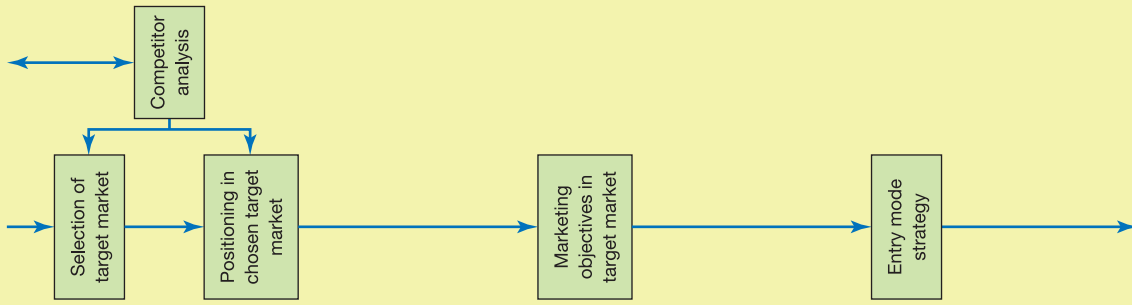 Competitor
analysis
Selection of
target market
Positioning in
chosen target
market
Marketing
objectives in
target market
Entry mode
strategy